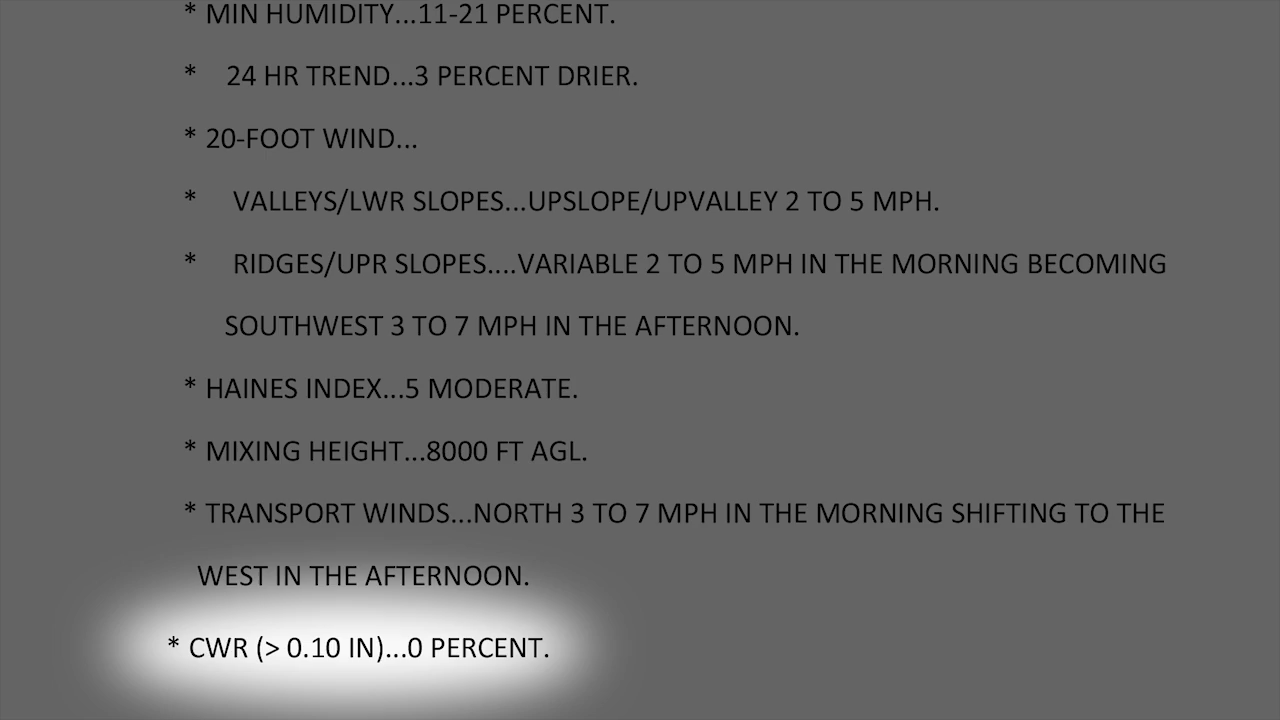 * MIN HUMIDITY...11-21 PERCENT.
* 24 HR TREND...3 PERCENT DRIER.
* 20-FOOT WIND...
* VALLEYS/LWR SLOPES...UPSLOPE/UPVALLEY 2 TO 5 MPH.
* RIDGES/UPR SLOPES....VARIABLE 2 TO 5 MPH IN THE MORNING BECOMING
SOUTHWEST 3 TO 7 MPH IN THE AFTERNOON.
* HAINES INDEX...5 MODERATE.
* MIXING HEIGHT...8000 FT AGL.
* TRANSPORT WINDS...NORTH 3 TO 7 MPH IN THE MORNING SHIFTING TO THE
WEST IN THE AFTERNOON.
* CWR (> 0.10 IN)...0 PERCENT.